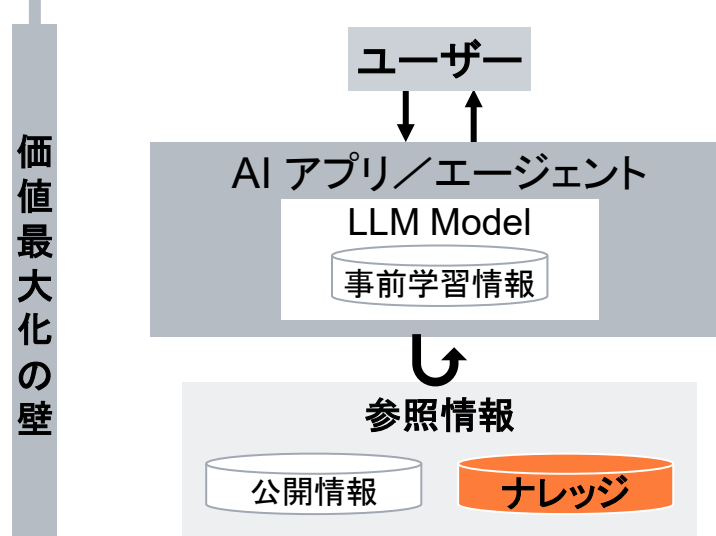 価値最大化の壁
ユーザー
AI アプリ／エージェント
LLM Model
事前学習情報
参照情報
公開情報
ナレッジ